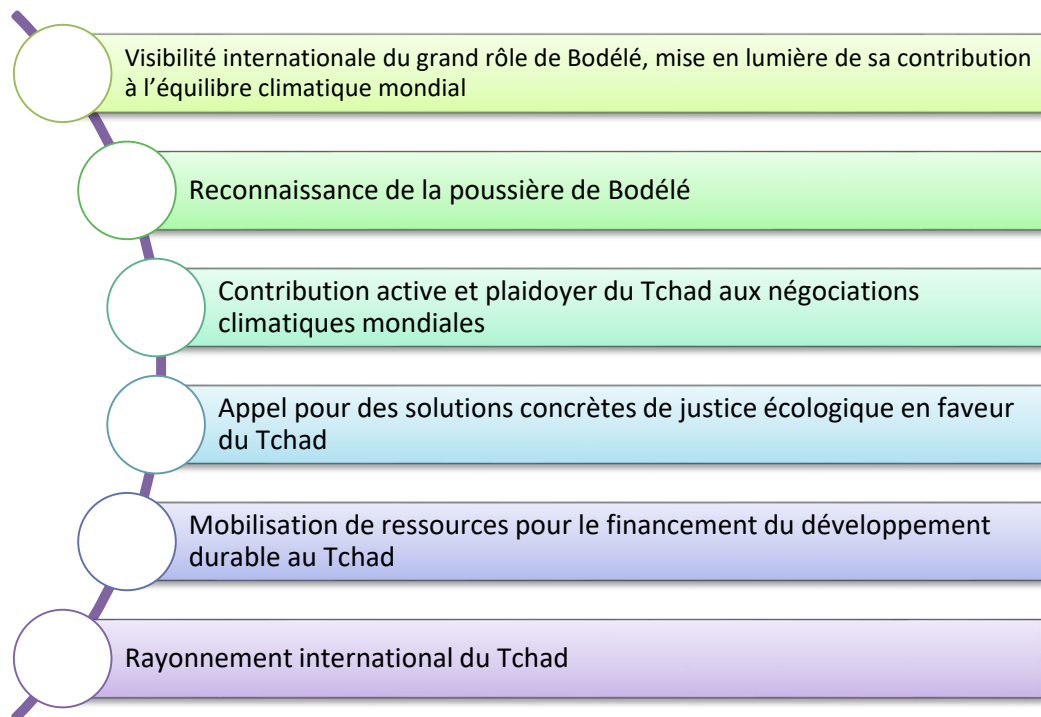 Visibilité internationale du grand rôle de Bodélé, mise en lumière de sa contribution
à l’équilibre climatique mondial
Reconnaissance de la poussière de Bodélé
Contribution active et plaidoyer du Tchad aux négociations
climatiques mondiales
Appel pour des solutions concrètes de justice écologique en faveur
du Tchad
Mobilisation de ressources pour le financement du développement
durable au Tchad
Rayonnement international du Tchad